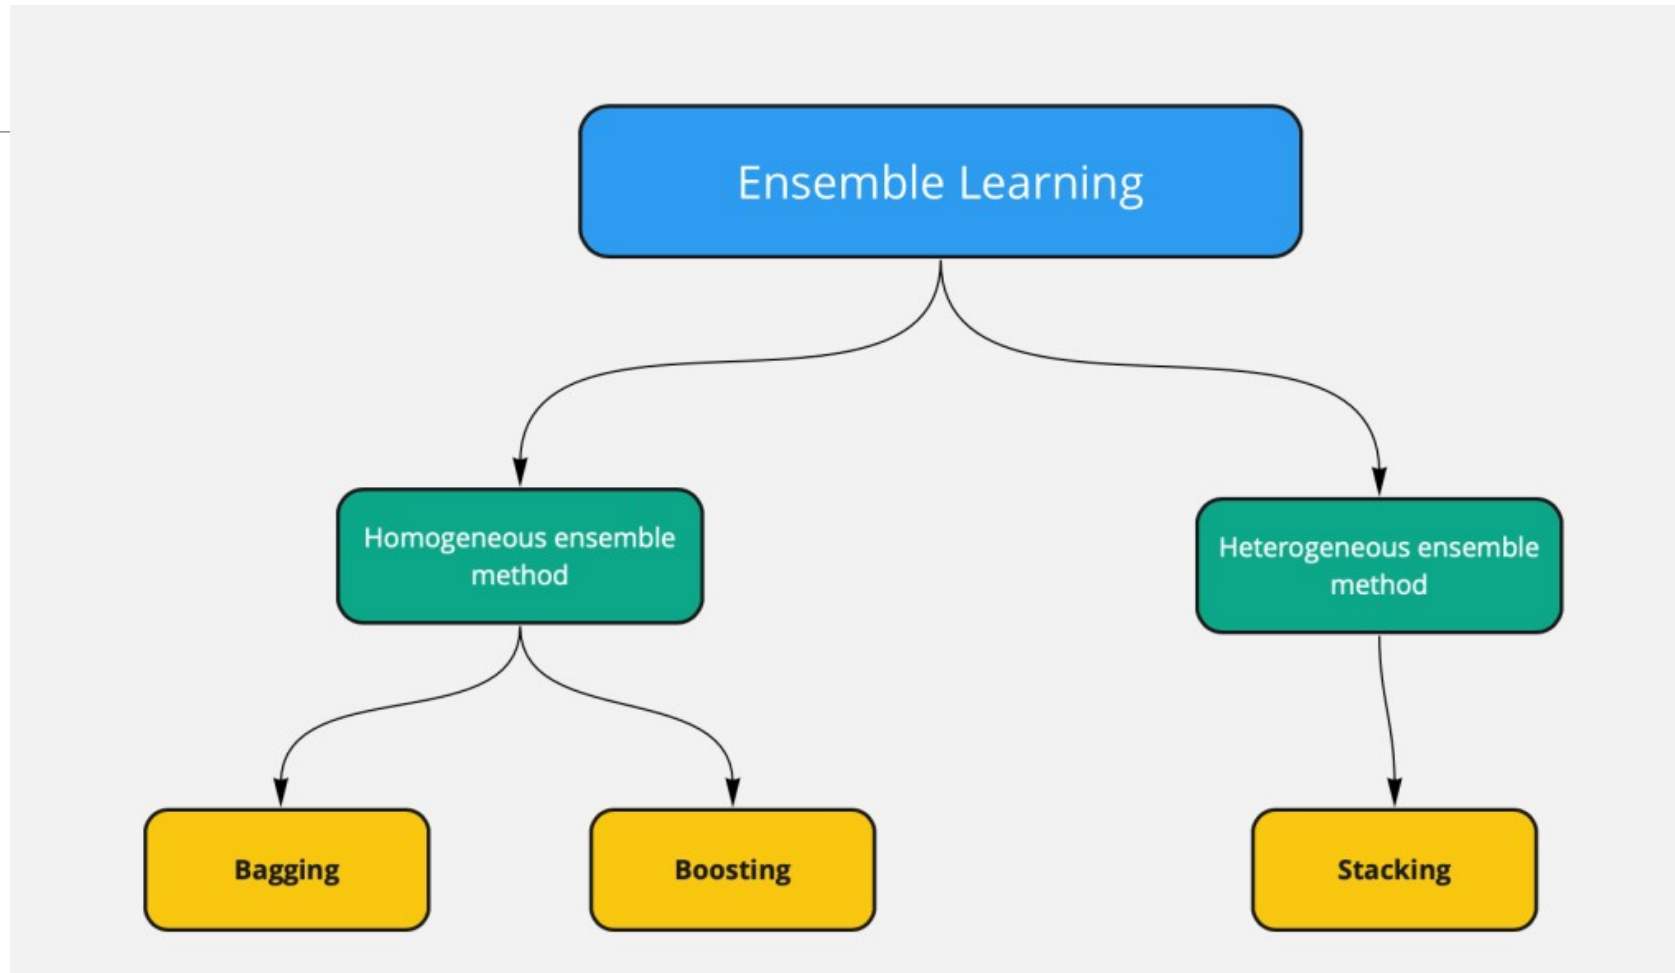 Ensemble Learning
Homogeneous ensemble
method
Heterogeneous ensemble
method
Bagging
Boosting
Stacking